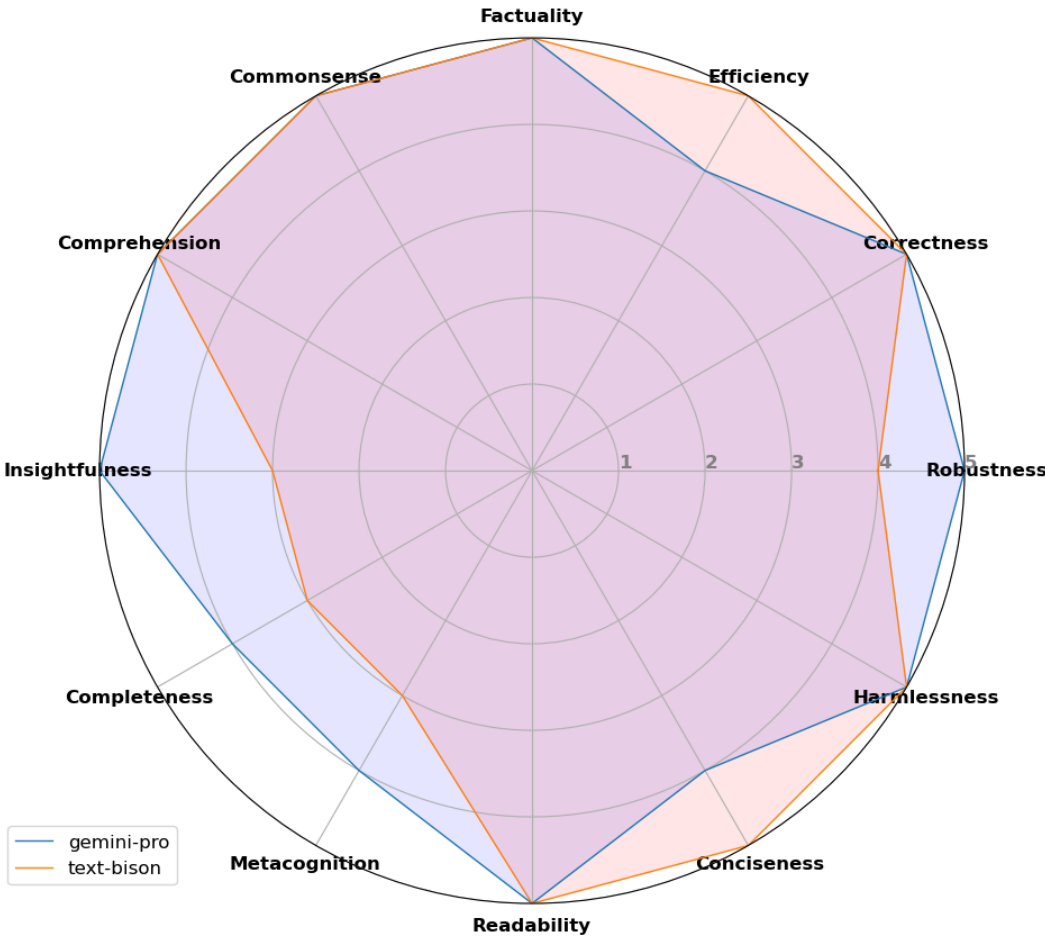 Factuality
Commonsense
Efficiency
Comprehension
Correctness
Insightfulness
1 2 3 4 5
Robustness
Completeness
Harmlessness
gemini-pro
text-bison
Metacognition
Conciseness
Readability